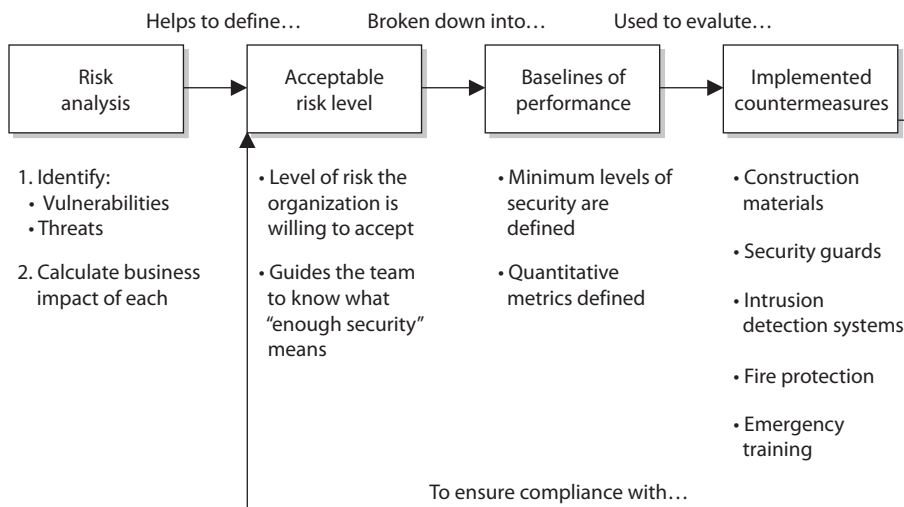 Helps to define…
Broken down into…
Used to evaluate…
Risk
analysis
Acceptable
risk level
Baselines of
performance
Implemented
countermeasures
1. Identify:
• Vulnerabilities
• Threats
2. Calculate business
impact of each
• Level of risk the
organization is
willing to accept
• Guides the team
to know what
“enough security”
means
• Minimum levels of
security are
defined
• Quantitative
metrics defined
• Construction
materials
• Security guards
• Intrusion
detection systems
• Fire protection
• Emergency
training
To ensure compliance with…